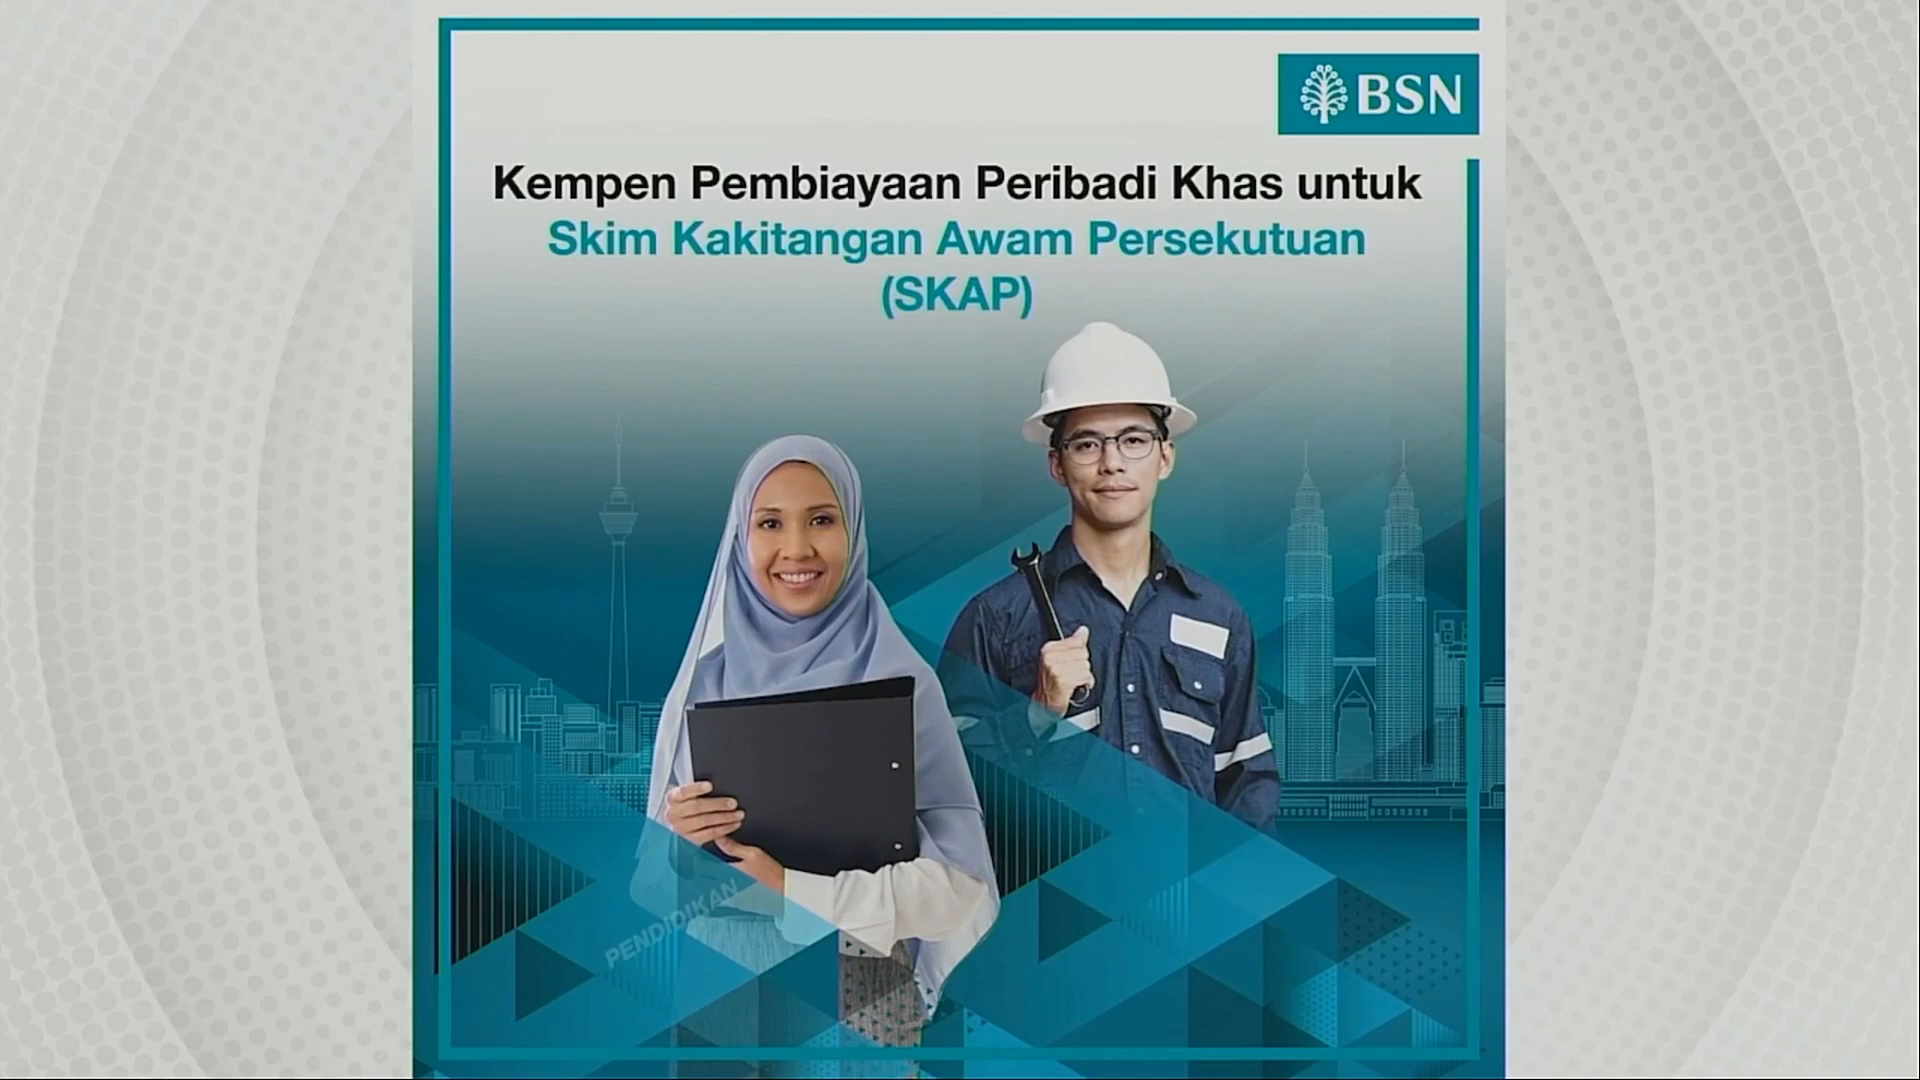 BSN
Kempen Pembiayaan Peribadi Khas untuk
Skim Kakitangan Awam Persekutuan
(SKAP)
PENDIDIKAN